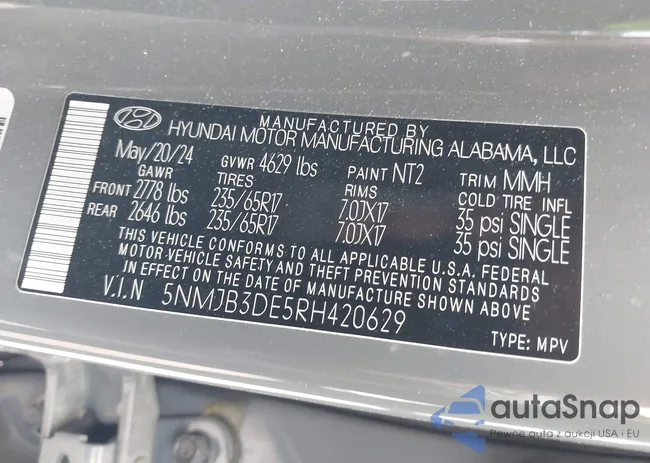 MANUFACTURED BY
HYUNDAI MOTOR MANUFACTURING ALABAMA, LLC
May/20/24 GVWR 4629 lbs PAINT NT2 TRIM MMH
GAWR TIRES RIMS COLD TIRE INFL
FRONT 2778 lbs 235/65R17 7.0JX17 35 psi SINGLE
REAR 2646 lbs 235/65R17 7.0JX17 35 psi SINGLE
THIS VEHICLE CONFORMS TO ALL APPLICABLE U.S.A. FEDERAL
MOTOR VEHICLE SAFETY AND THEFT PREVENTION STANDARDS
IN EFFECT ON THE DATE OF MANUFACTURE SHOWN ABOVE
V.I.N 5NMJB3DE5RH420629
TYPE: MPV
autaSnap
Pewne auta z aukcji USA i EU